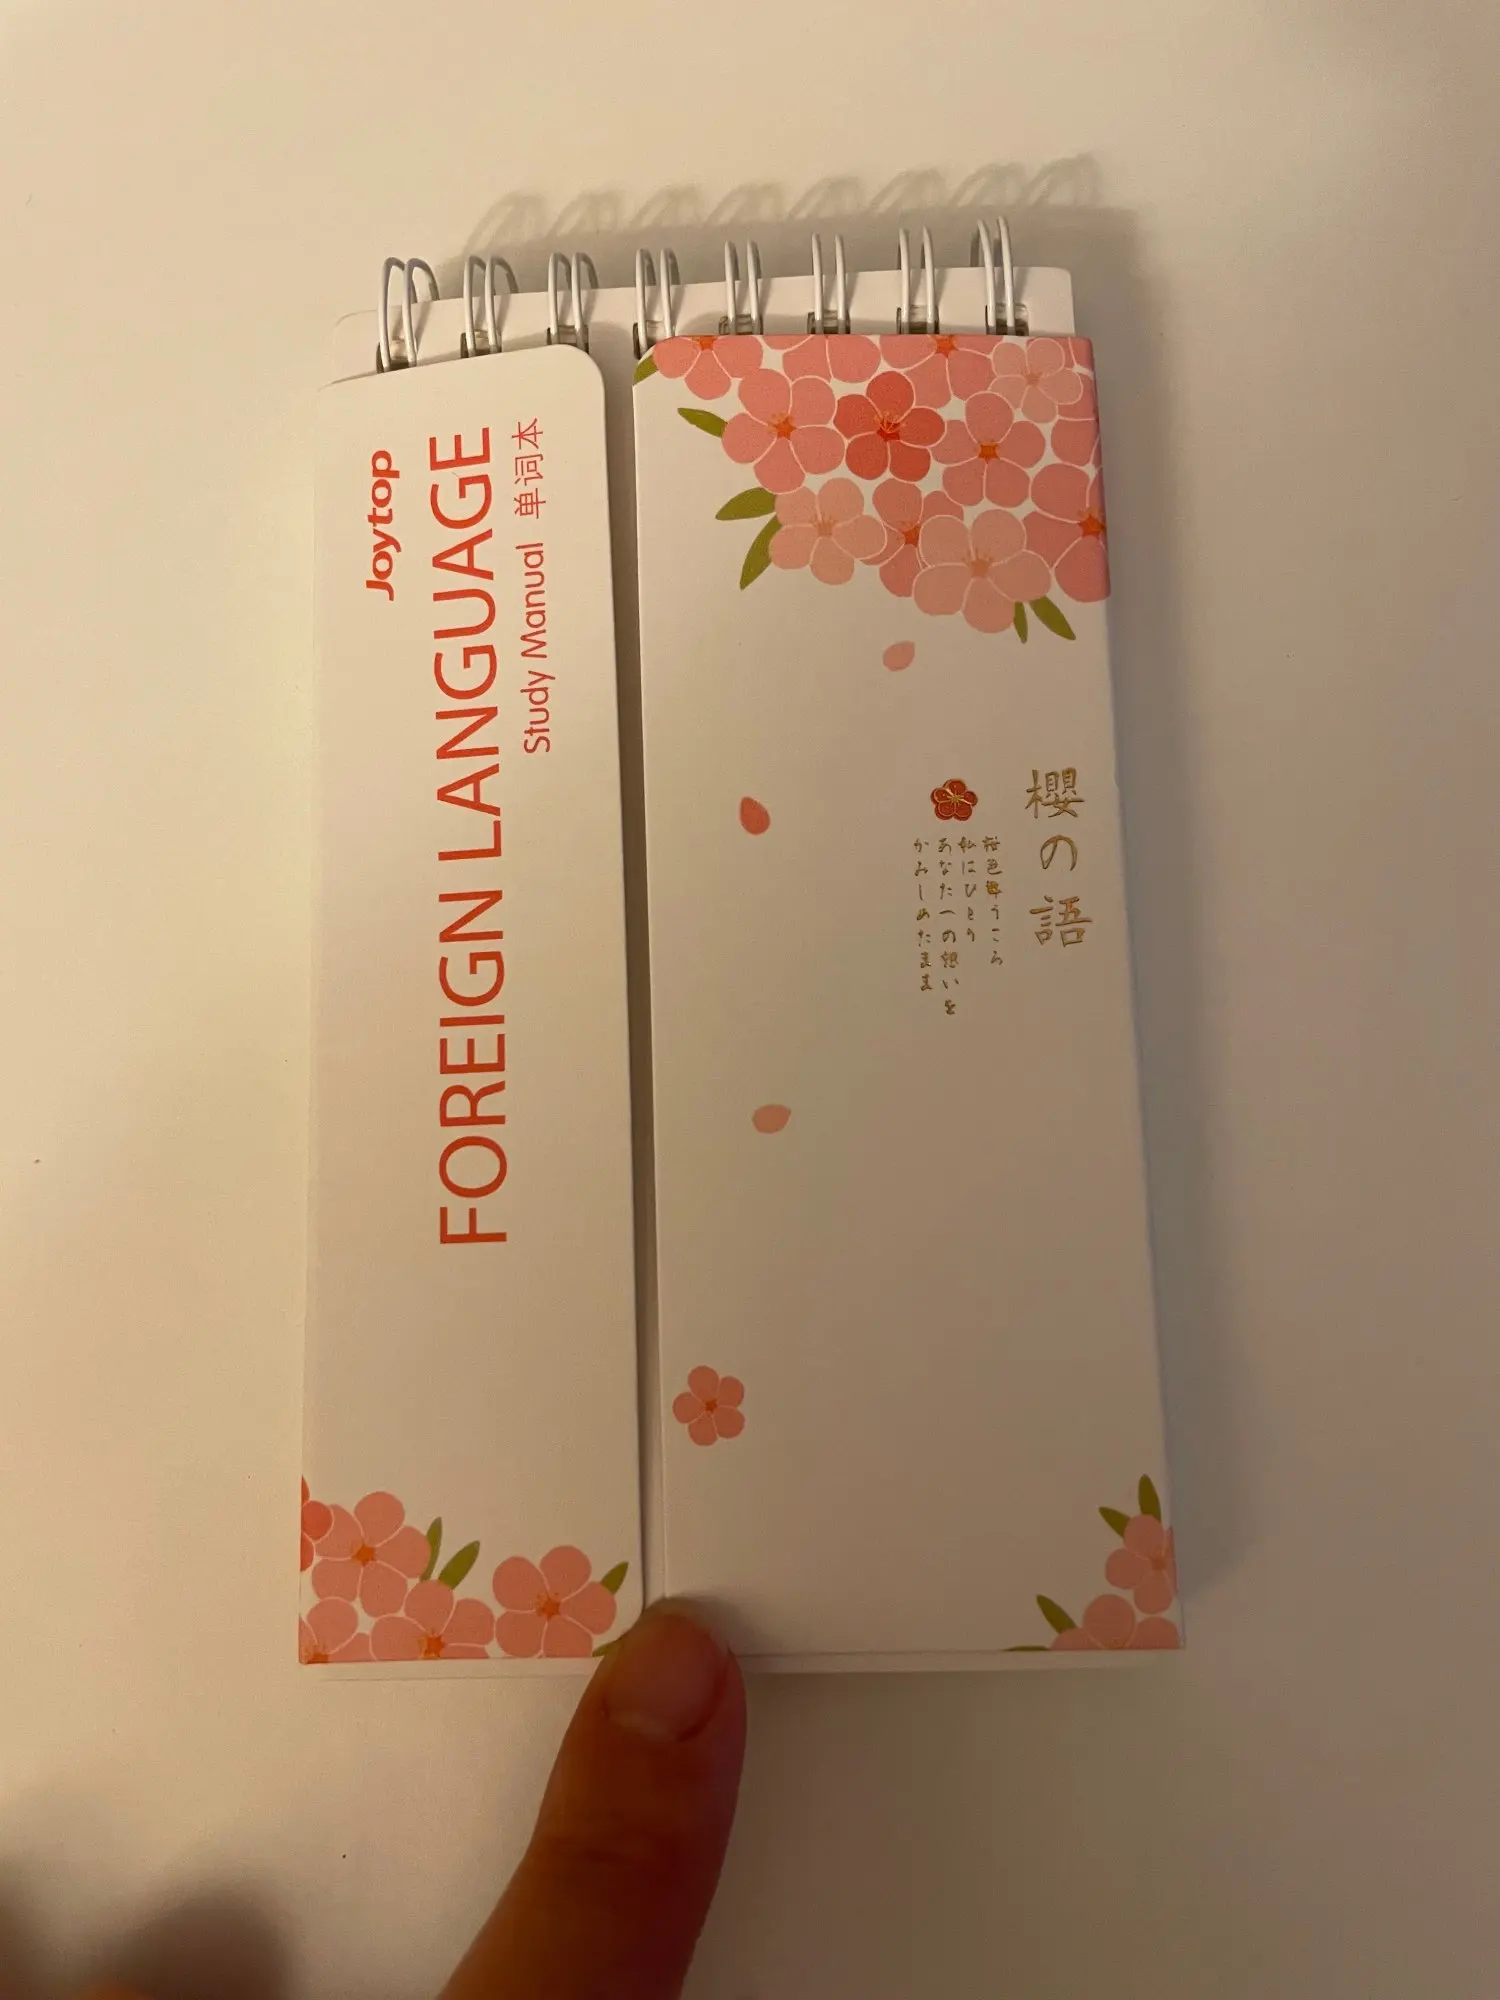 Joytop
FOREIGN LANGUAGE
Study Manual 单词本
櫻の語
桜色舞うころ
私はひとり
あなたへの想いを
かみしめたまま